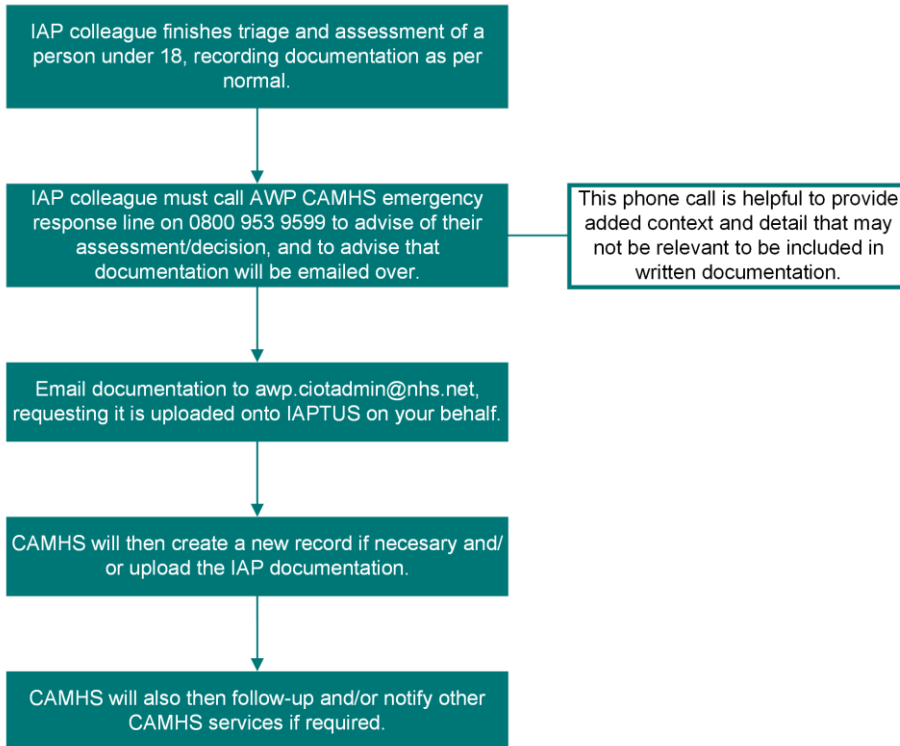 IAP colleague finishes triage and assessment of a
person under 18, recording documentation as per
normal.
IAP colleague must call AWP CAMHS emergency
response line on 0800 953 9599 to advise of their
assessment/decision, and to advise that
documentation will be emailed over.
This phone call is helpful to provide
added context and detail that may
not be relevant to be included in
written documentation.
Email documentation to awp.ciotadmin@nhs.net,
requesting it is uploaded onto IAPTUS on your behalf.
CAMHS will then create a new record if necesary and/
or upload the IAP documentation.
CAMHS will also then follow-up and/or notify other
CAMHS services if required.